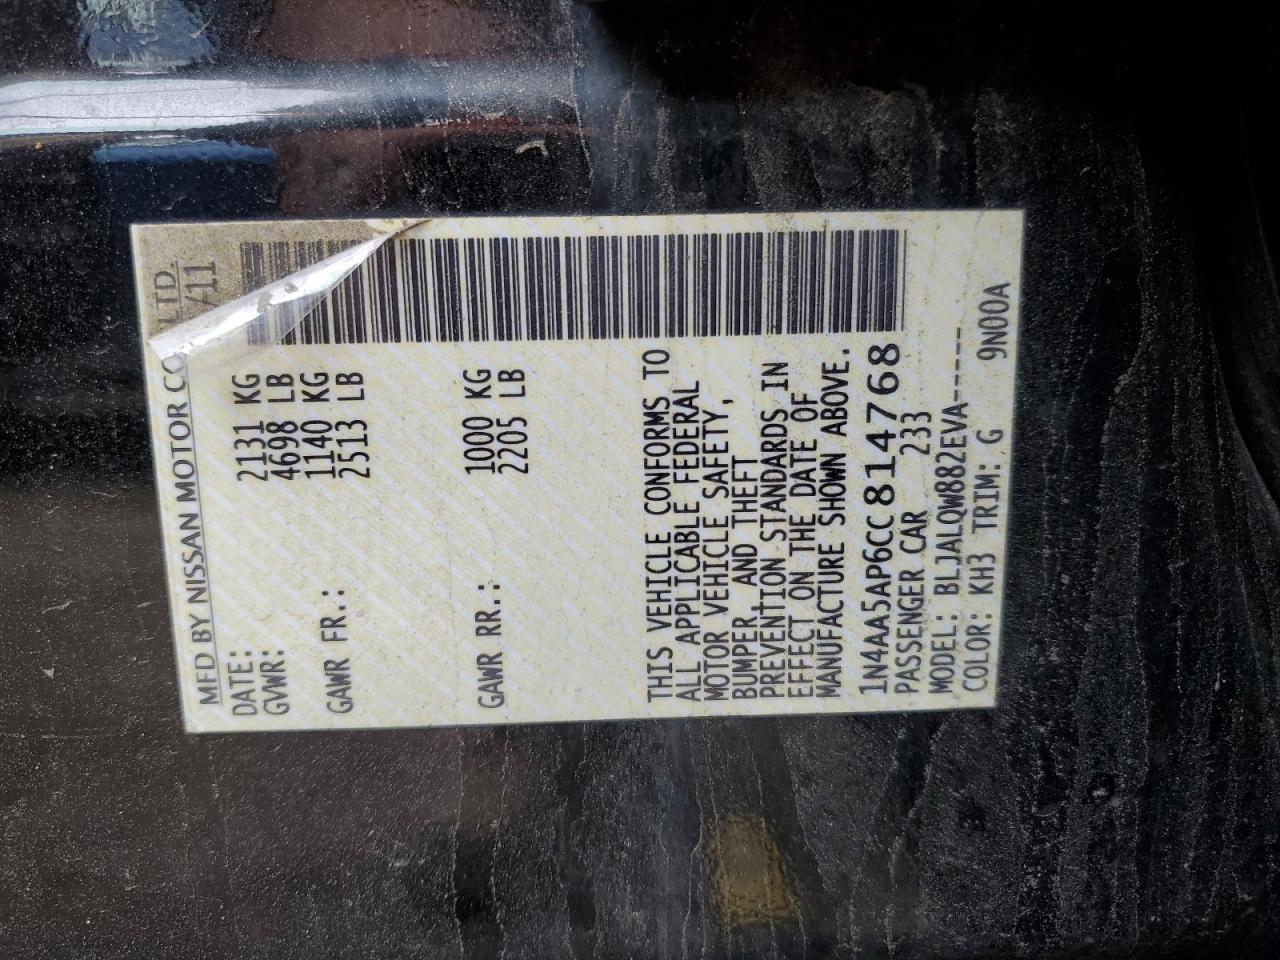 MFD BY NISSAN MOTOR CO LTD.
DATE: /11
GVWR: 2131 KG
4698 LB
GAWR FR.: 1140 KG
2513 LB
GAWR RR.: 1000 KG
2205 LB
THIS VEHICLE CONFORMS TO
ALL APPLICABLE FEDERAL
MOTOR VEHICLE SAFETY,
BUMPER, AND THEFT
PREVENTION STANDARDS IN
EFFECT ON THE DATE OF
MANUFACTURE SHOWN ABOVE.
1N4AA5AP6CC814768
PASSENGER CAR 233
MODEL: BLJALQW882EVA------
COLOR: KH3 TRIM: G 9N00A